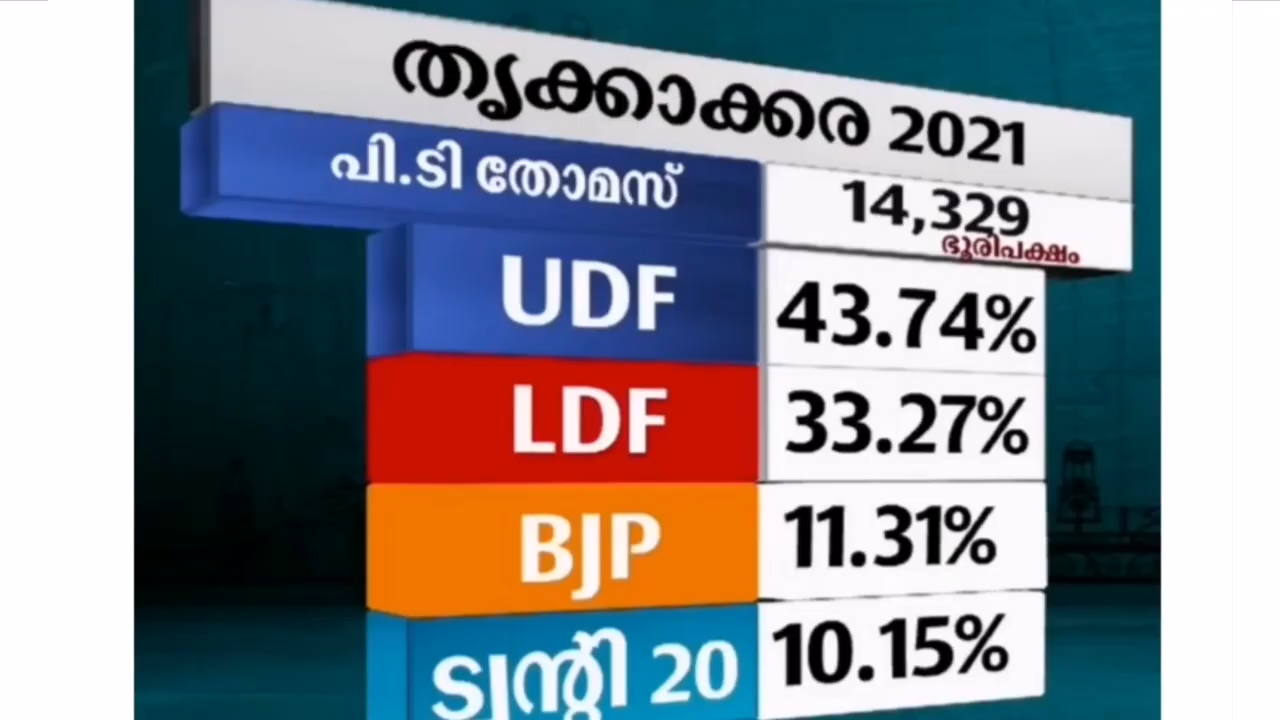 തൃക്കാക്കര 2021
പി.ടി തോമസ് 14,329
ഭൂരിപക്ഷം
UDF 43.74%
LDF 33.27%
BJP 11.31%
ട്വന്റി 20 10.15%